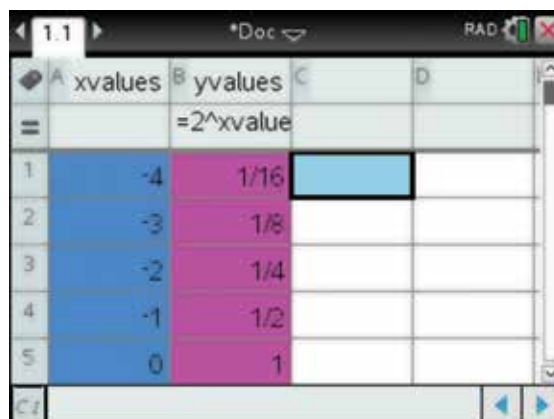 1.1 *Doc RAD
A xvalues B yvalues C D
= =2^xvalue
1 -4 1/16
2 -3 1/8
3 -2 1/4
4 -1 1/2
5 0 1
C1